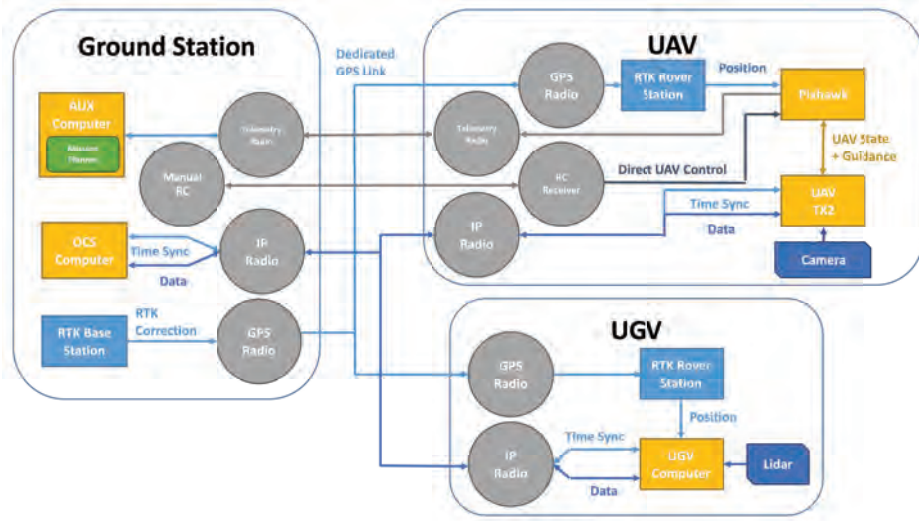 Ground Station
AUX
Computer
Mission
Planner
Telemetry
Radio
Manual
RC
OCS
Computer
Time Sync
Data
IP
Radio
RTK Base
Station
RTK
Correction
GPS
Radio
Dedicated
GPS Link
UAV
GPS
Radio
RTK Rover
Station
Position
Pixhawk
Telemetry
Radio
RC
Receiver
Direct UAV Control
UAV State
+ Guidance
IP
Radio
Time Sync
Data
UAV
TX2
Camera
UGV
GPS
Radio
RTK Rover
Station
Position
IP
Radio
Time Sync
Data
UGV
Computer
Lidar